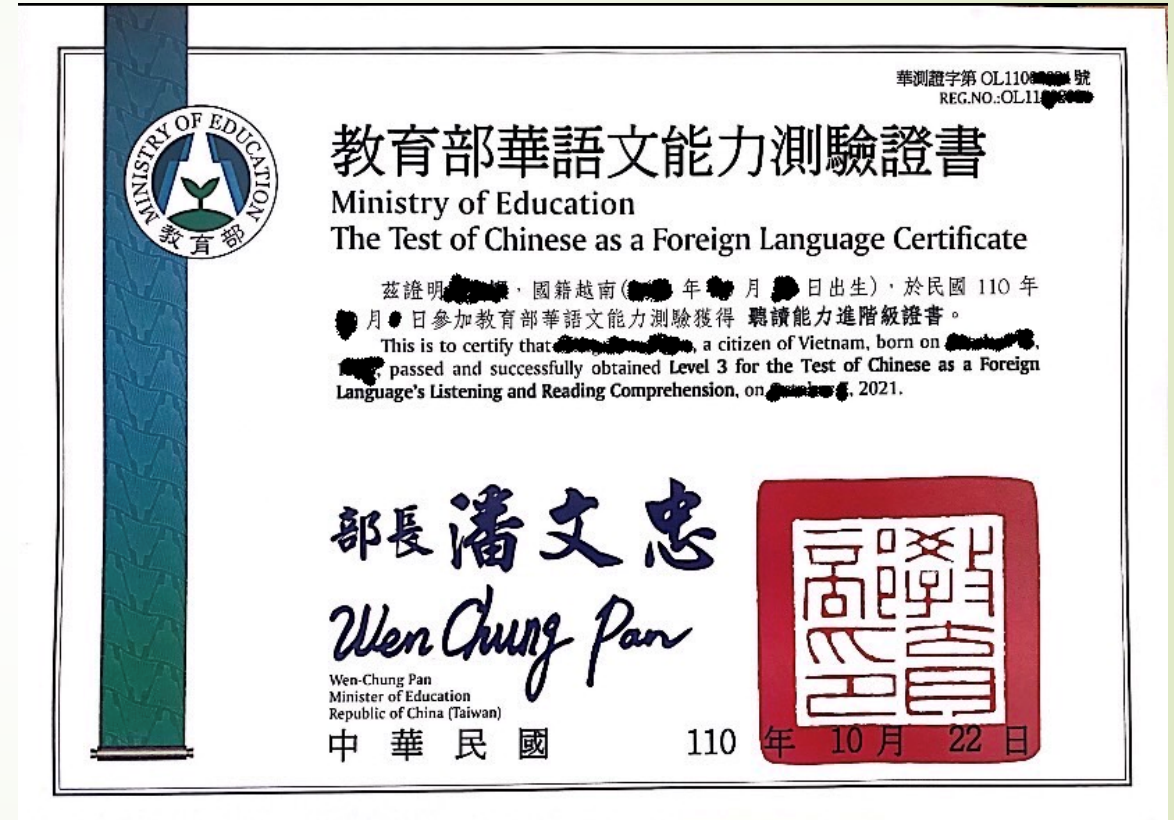 華測證字第 OL110 號
REG.NO.:OL11
MINISTRY OF EDUCATION
教育部
教育部華語文能力測驗證書
Ministry of Education
The Test of Chinese as a Foreign Language Certificate
茲證明，國籍越南( 年 月 日出生)，於民國 110 年
月 日參加教育部華語文能力測驗獲得 聽讀能力進階級證書。
This is to certify that , a citizen of Vietnam, born on ,
, passed and successfully obtained Level 3 for the Test of Chinese as a Foreign
Language's Listening and Reading Comprehension, on , 2021.
部長 潘文忠
Wen Chung Pan
Wen-Chung Pan
Minister of Education
Republic of China (Taiwan)
教育部印
中華民國 110 年 10 月 22 日